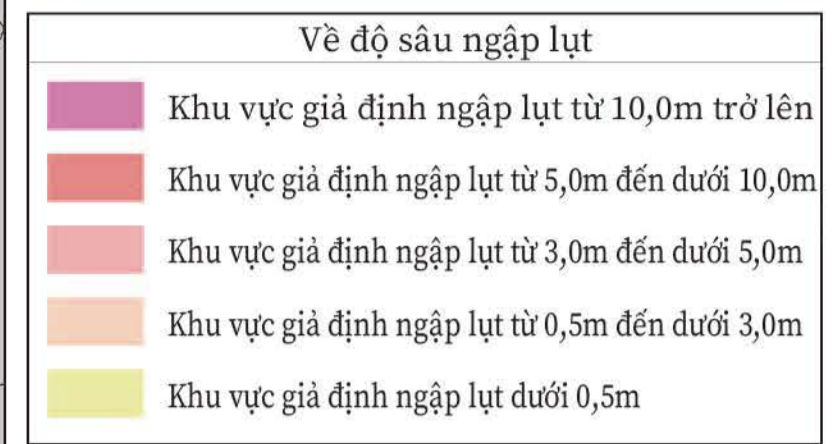 Về độ sâu ngập lụt
Khu vực giả định ngập lụt từ 10,0m trở lên
Khu vực giả định ngập lụt từ 5,0m đến dưới 10,0m
Khu vực giả định ngập lụt từ 3,0m đến dưới 5,0m
Khu vực giả định ngập lụt từ 0,5m đến dưới 3,0m
Khu vực giả định ngập lụt dưới 0,5m